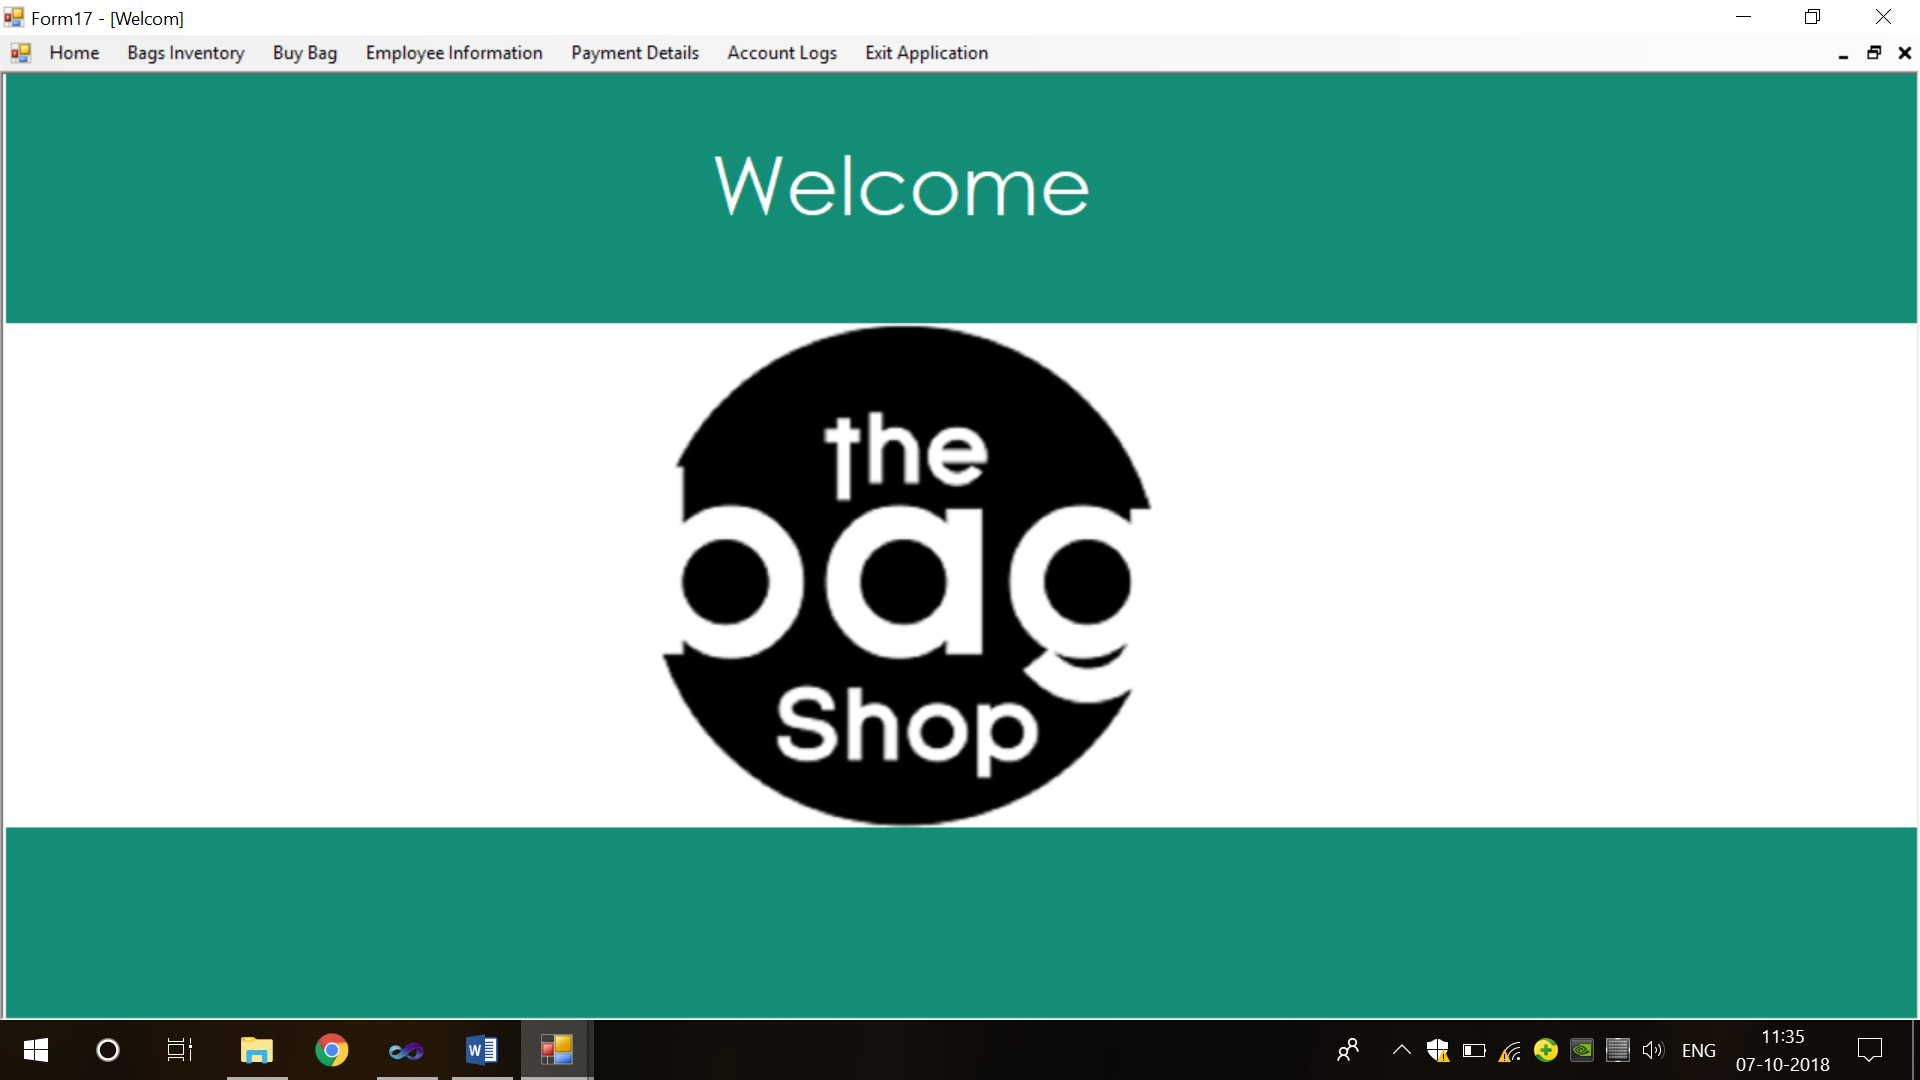 Form17 - [Welcom]
Home Bags Inventory Buy Bag Employee Information Payment Details Account Logs Exit Application
Welcome
the
bag
Shop
ENG
11:35
07-10-2018